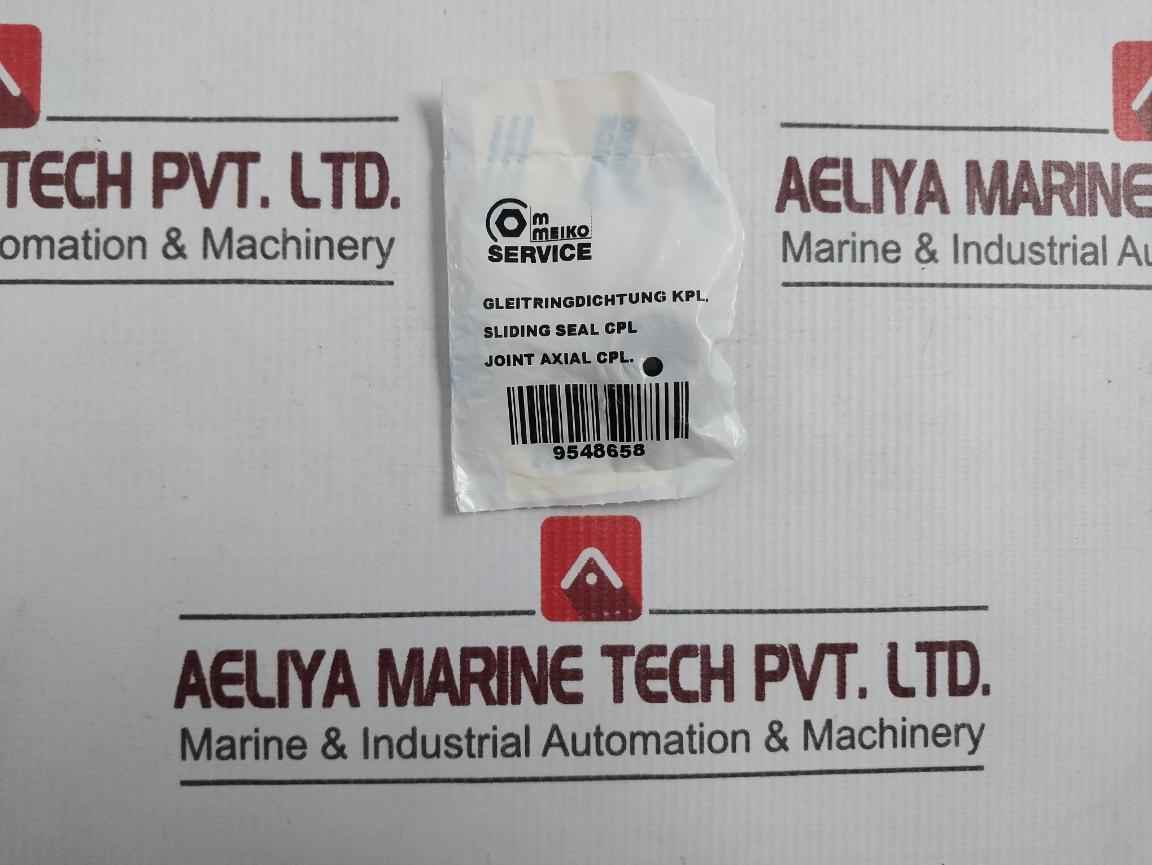 TECH PVT. LTD.
omation & Machinery
AELIYA MARINE
Marine & Industrial Au
m
MEIKO
SERVICE
GLEITRINGDICHTUNG KPL.
SLIDING SEAL CPL
JOINT AXIAL CPL.
9548658
AELIYA MARINE TECH PVT. LTD.
Marine & Industrial Automation & Machinery